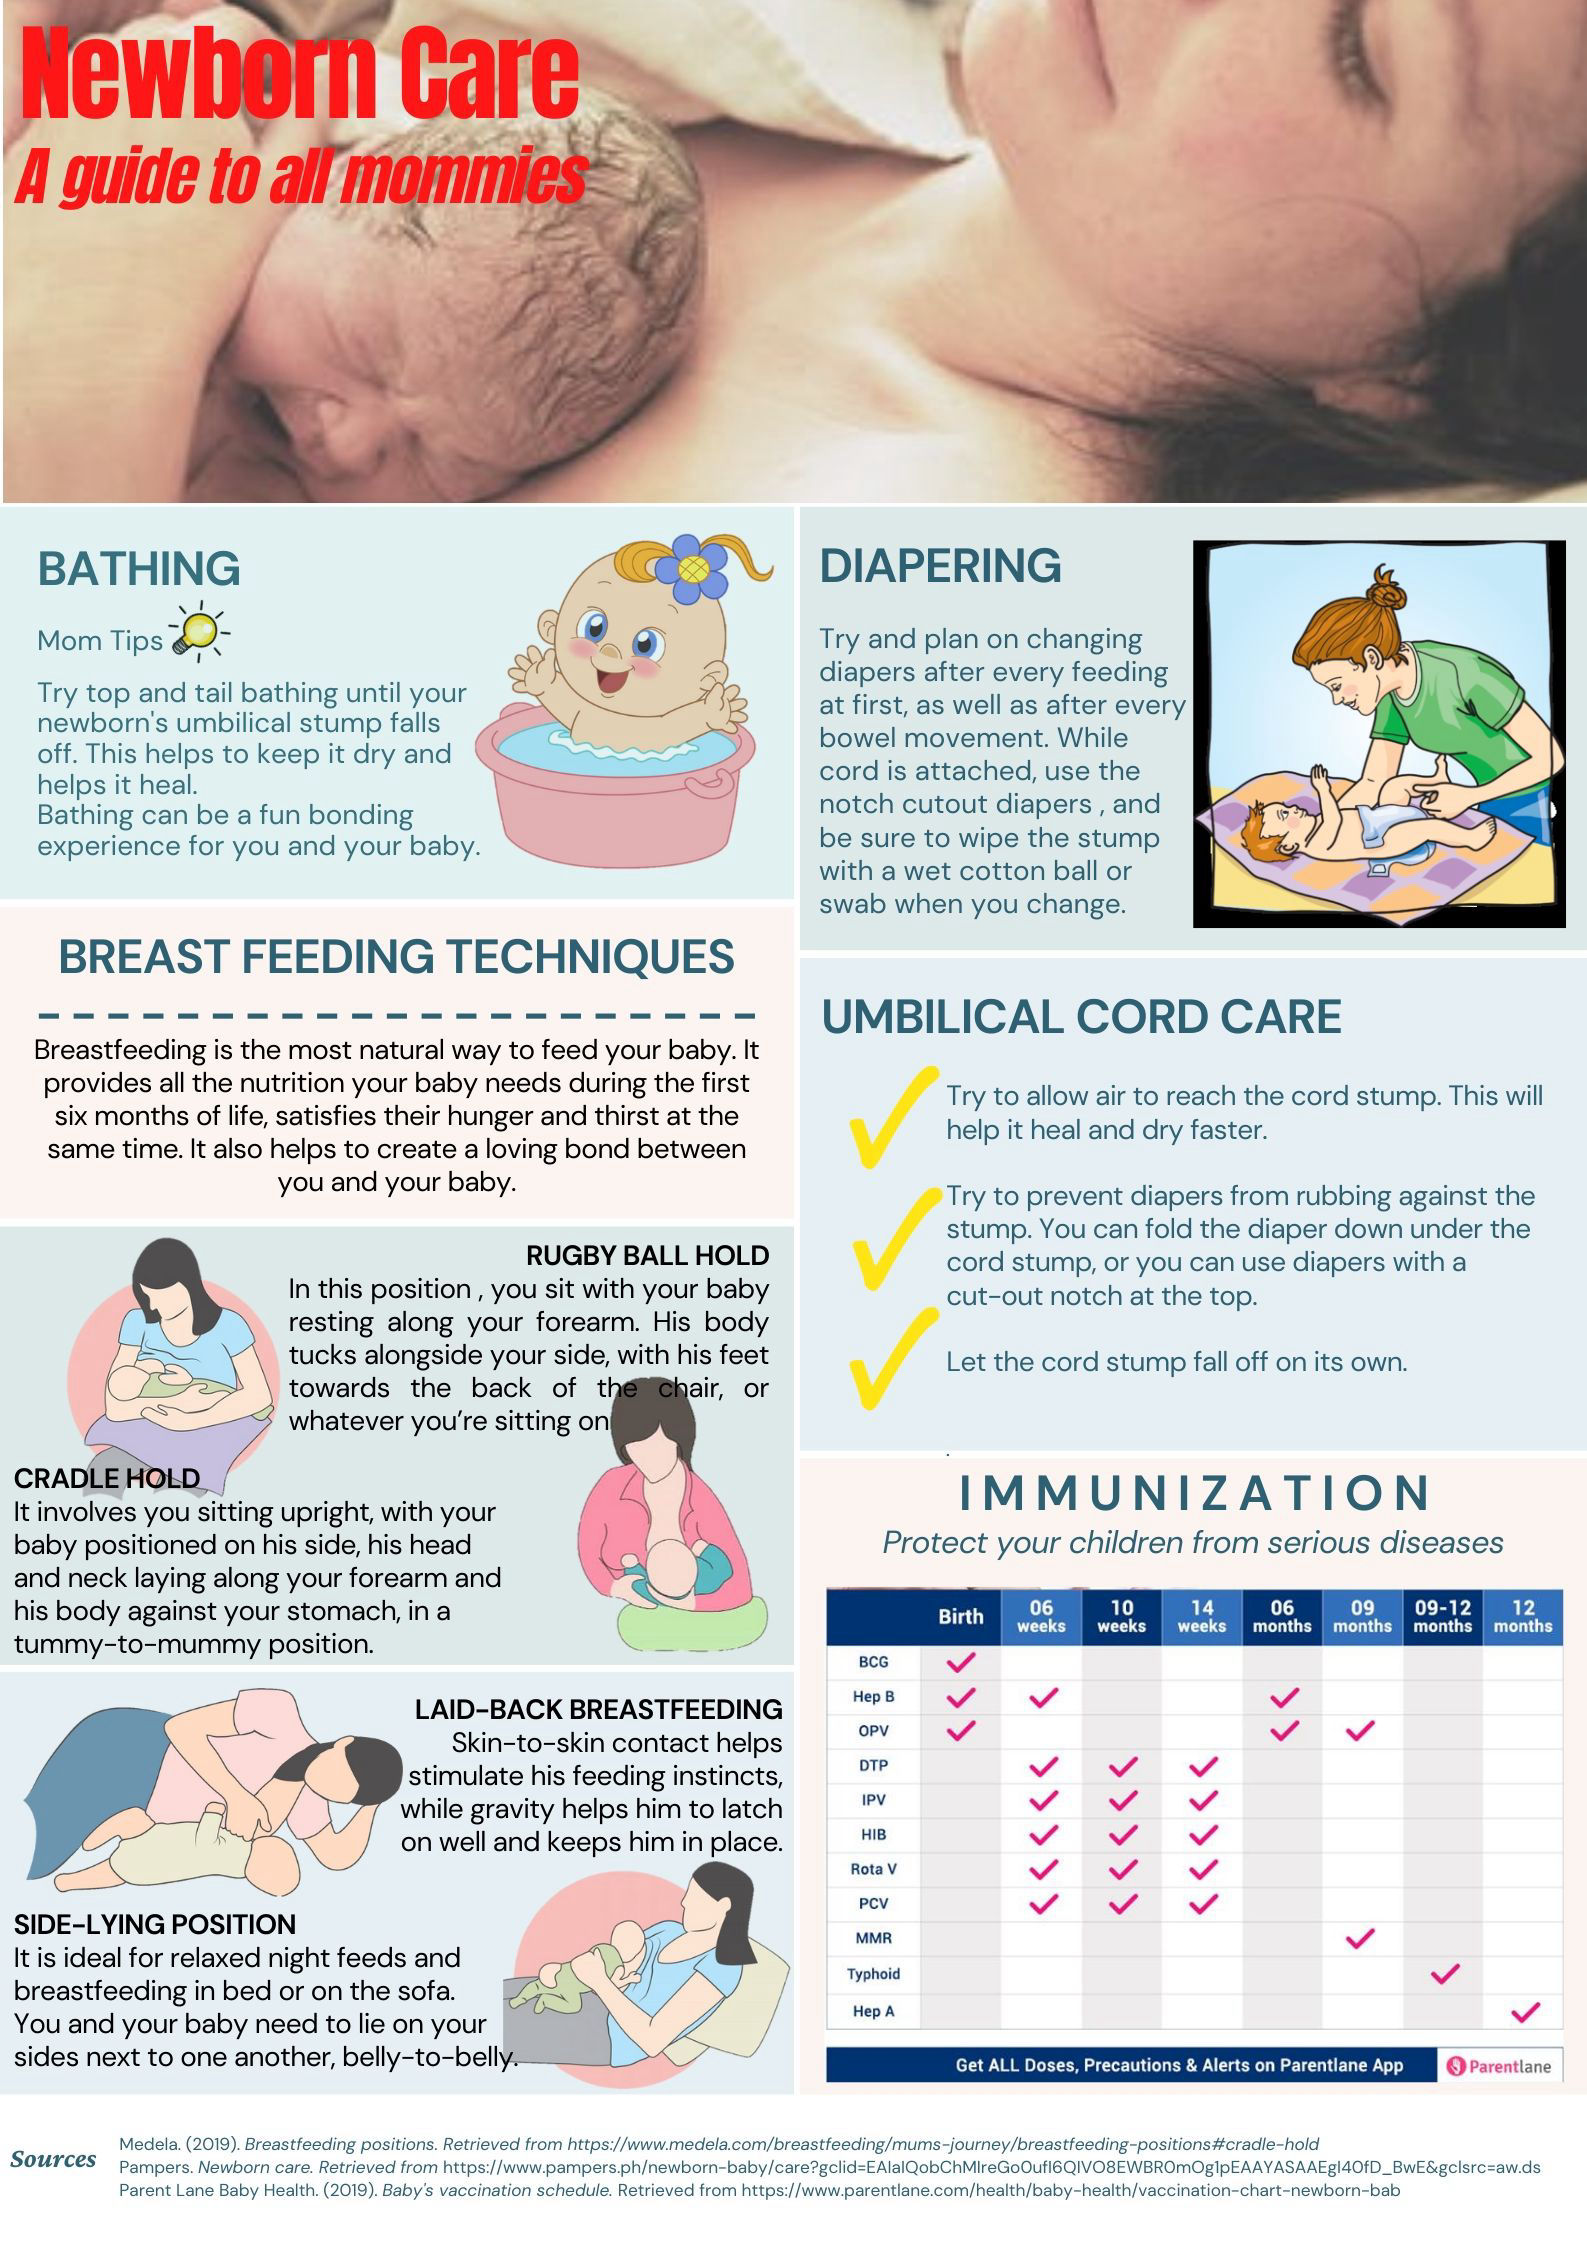 Newborn Care
A guide to all mommies
BATHING
Mom Tips
Try top and tail bathing until your
newborn's umbilical stump falls
off. This helps to keep it dry and
helps it heal.
Bathing can be a fun bonding
experience for you and your baby.
DIAPERING
Try and plan on changing
diapers after every feeding
at first, as well as after every
bowel movement. While
cord is attached, use the
notch cutout diapers , and
be sure to wipe the stump
with a wet cotton ball or
swab when you change.
BREAST FEEDING TECHNIQUES
Breastfeeding is the most natural way to feed your baby. It
provides all the nutrition your baby needs during the first
six months of life, satisfies their hunger and thirst at the
same time. It also helps to create a loving bond between
you and your baby.
UMBILICAL CORD CARE
Try to allow air to reach the cord stump. This will
help it heal and dry faster.
Try to prevent diapers from rubbing against the
stump. You can fold the diaper down under the
cord stump, or you can use diapers with a
cut-out notch at the top.
Let the cord stump fall off on its own.
RUGBY BALL HOLD
In this position , you sit with your baby
resting along your forearm. His body
tucks alongside your side, with his feet
towards the back of the chair, or
whatever you're sitting on
CRADLE HOLD
It involves you sitting upright, with your
baby positioned on his side, his head
and neck laying along your forearm and
his body against your stomach, in a
tummy-to-mummy position.
LAID-BACK BREASTFEEDING
Skin-to-skin contact helps
stimulate his feeding instincts,
while gravity helps him to latch
on well and keeps him in place.
SIDE-LYING POSITION
It is ideal for relaxed night feeds and
breastfeeding in bed or on the sofa.
You and your baby need to lie on your
sides next to one another, belly-to-belly.
IMMUNIZATION
Protect your children from serious diseases
Birth 06 weeks 10 weeks 14 weeks 06 months 09 months 09-12 months 12 months
BCG
Hep B
OPV
DTP
IPV
HIB
Rota V
PCV
MMR
Typhoid
Hep A
Get ALL Doses, Precautions & Alerts on Parentlane App Parentlane
Sources
Medela. (2019). Breastfeeding positions. Retrieved from https://www.medela.com/breastfeeding/mums-journey/breastfeeding-positions#cradle-hold
Pampers. Newborn care. Retrieved from https://www.pampers.ph/newborn-baby/care?gclid=EAIaIQobChMIreGo0ufI6QIVO8EWBR0mOg1pEAAYASAAEgI40fD_BwE&gclsrc=aw.ds
Parent Lane Baby Health. (2019). Baby's vaccination schedule. Retrieved from https://www.parentlane.com/health/baby-health/vaccination-chart-newborn-bab